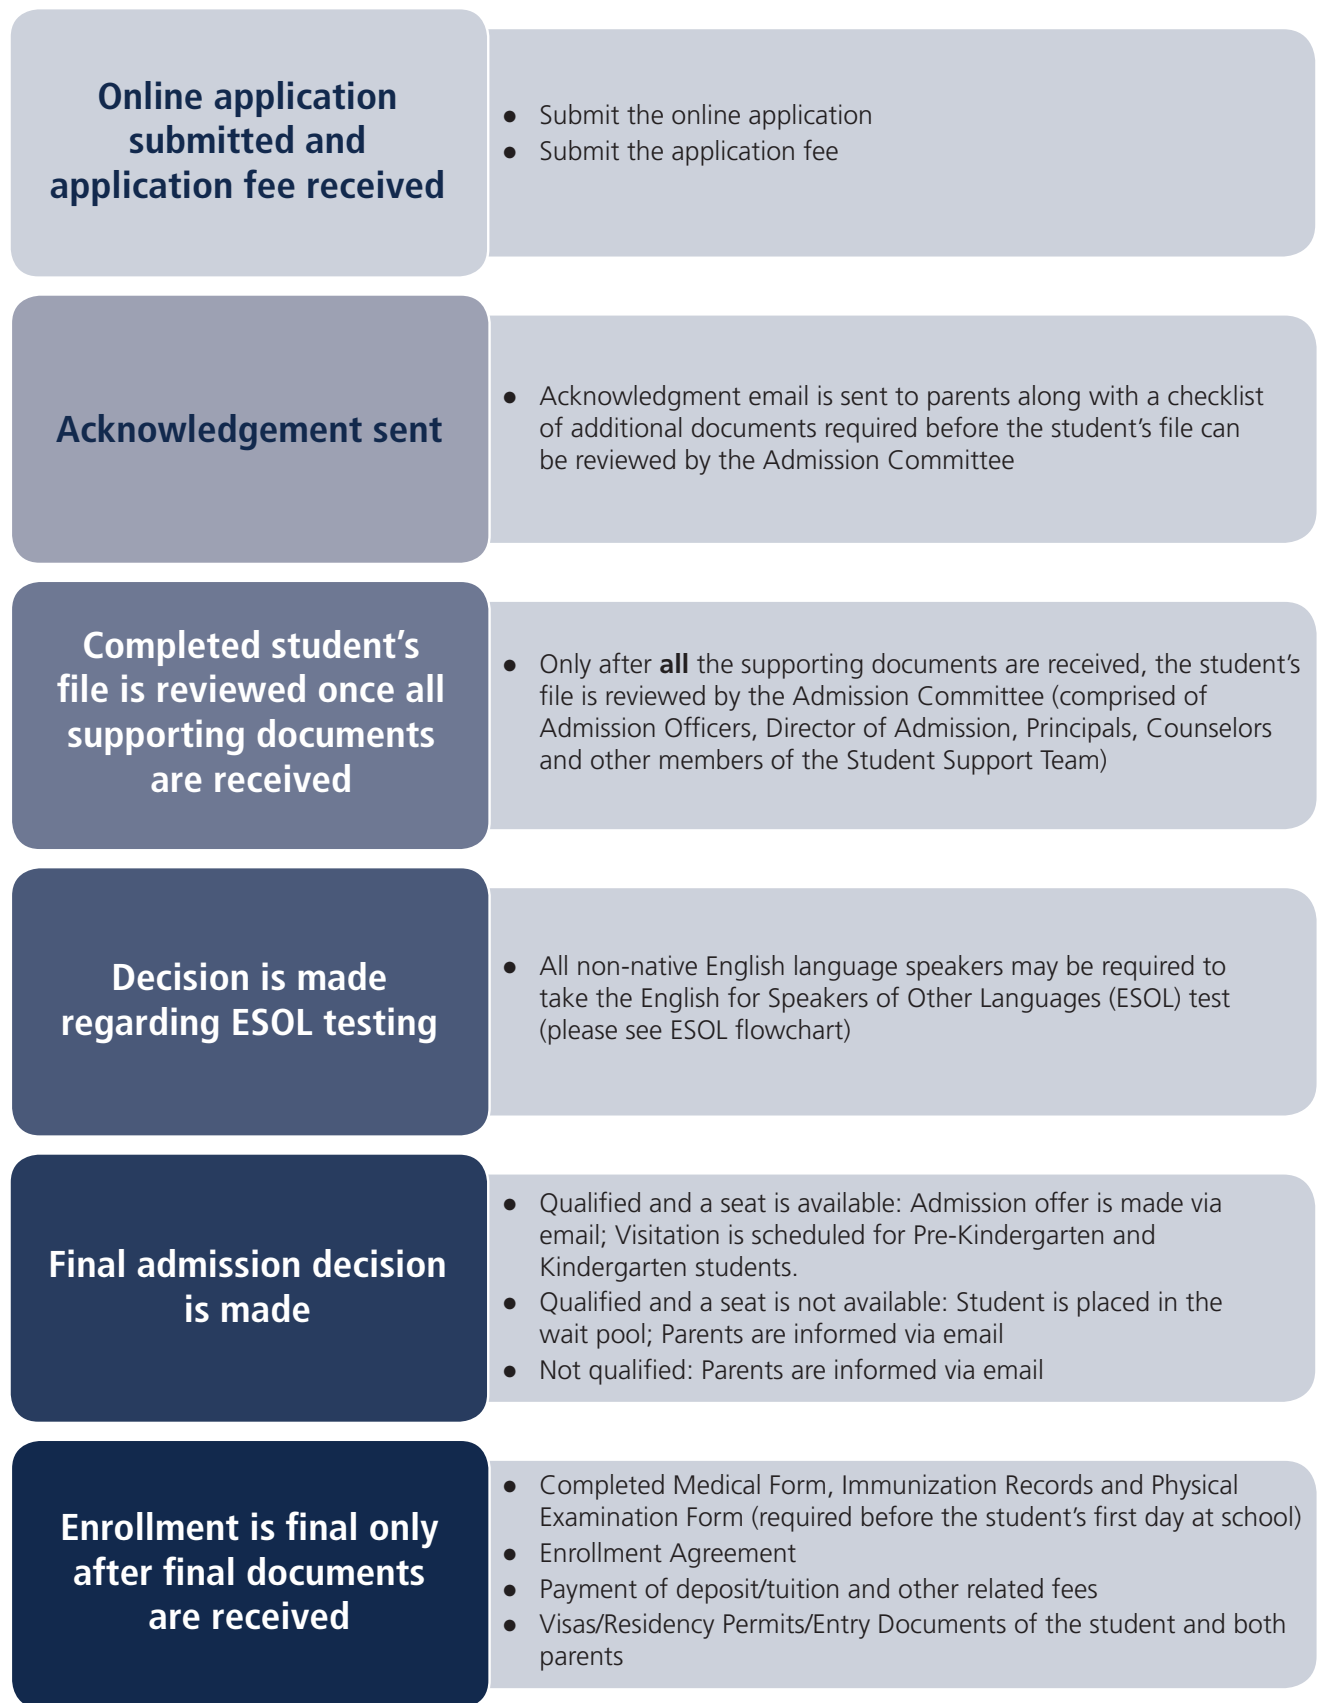 Online application
submitted and
application fee received
● Submit the online application
● Submit the application fee
Acknowledgement sent
● Acknowledgment email is sent to parents along with a checklist
of additional documents required before the student’s file can
be reviewed by the Admission Committee
Completed student’s
file is reviewed once all
supporting documents
are received
● Only after all the supporting documents are received, the student’s
file is reviewed by the Admission Committee (comprised of
Admission Officers, Director of Admission, Principals, Counselors
and other members of the Student Support Team)
Decision is made
regarding ESOL testing
● All non-native English language speakers may be required to
take the English for Speakers of Other Languages (ESOL) test
(please see ESOL flowchart)
Final admission decision
is made
● Qualified and a seat is available: Admission offer is made via
email; Visitation is scheduled for Pre-Kindergarten and
Kindergarten students.
● Qualified and a seat is not available: Student is placed in the
wait pool; Parents are informed via email
● Not qualified: Parents are informed via email
Enrollment is final only
after final documents
are received
● Completed Medical Form, Immunization Records and Physical
Examination Form (required before the student’s first day at school)
● Enrollment Agreement
● Payment of deposit/tuition and other related fees
● Visas/Residency Permits/Entry Documents of the student and both
parents